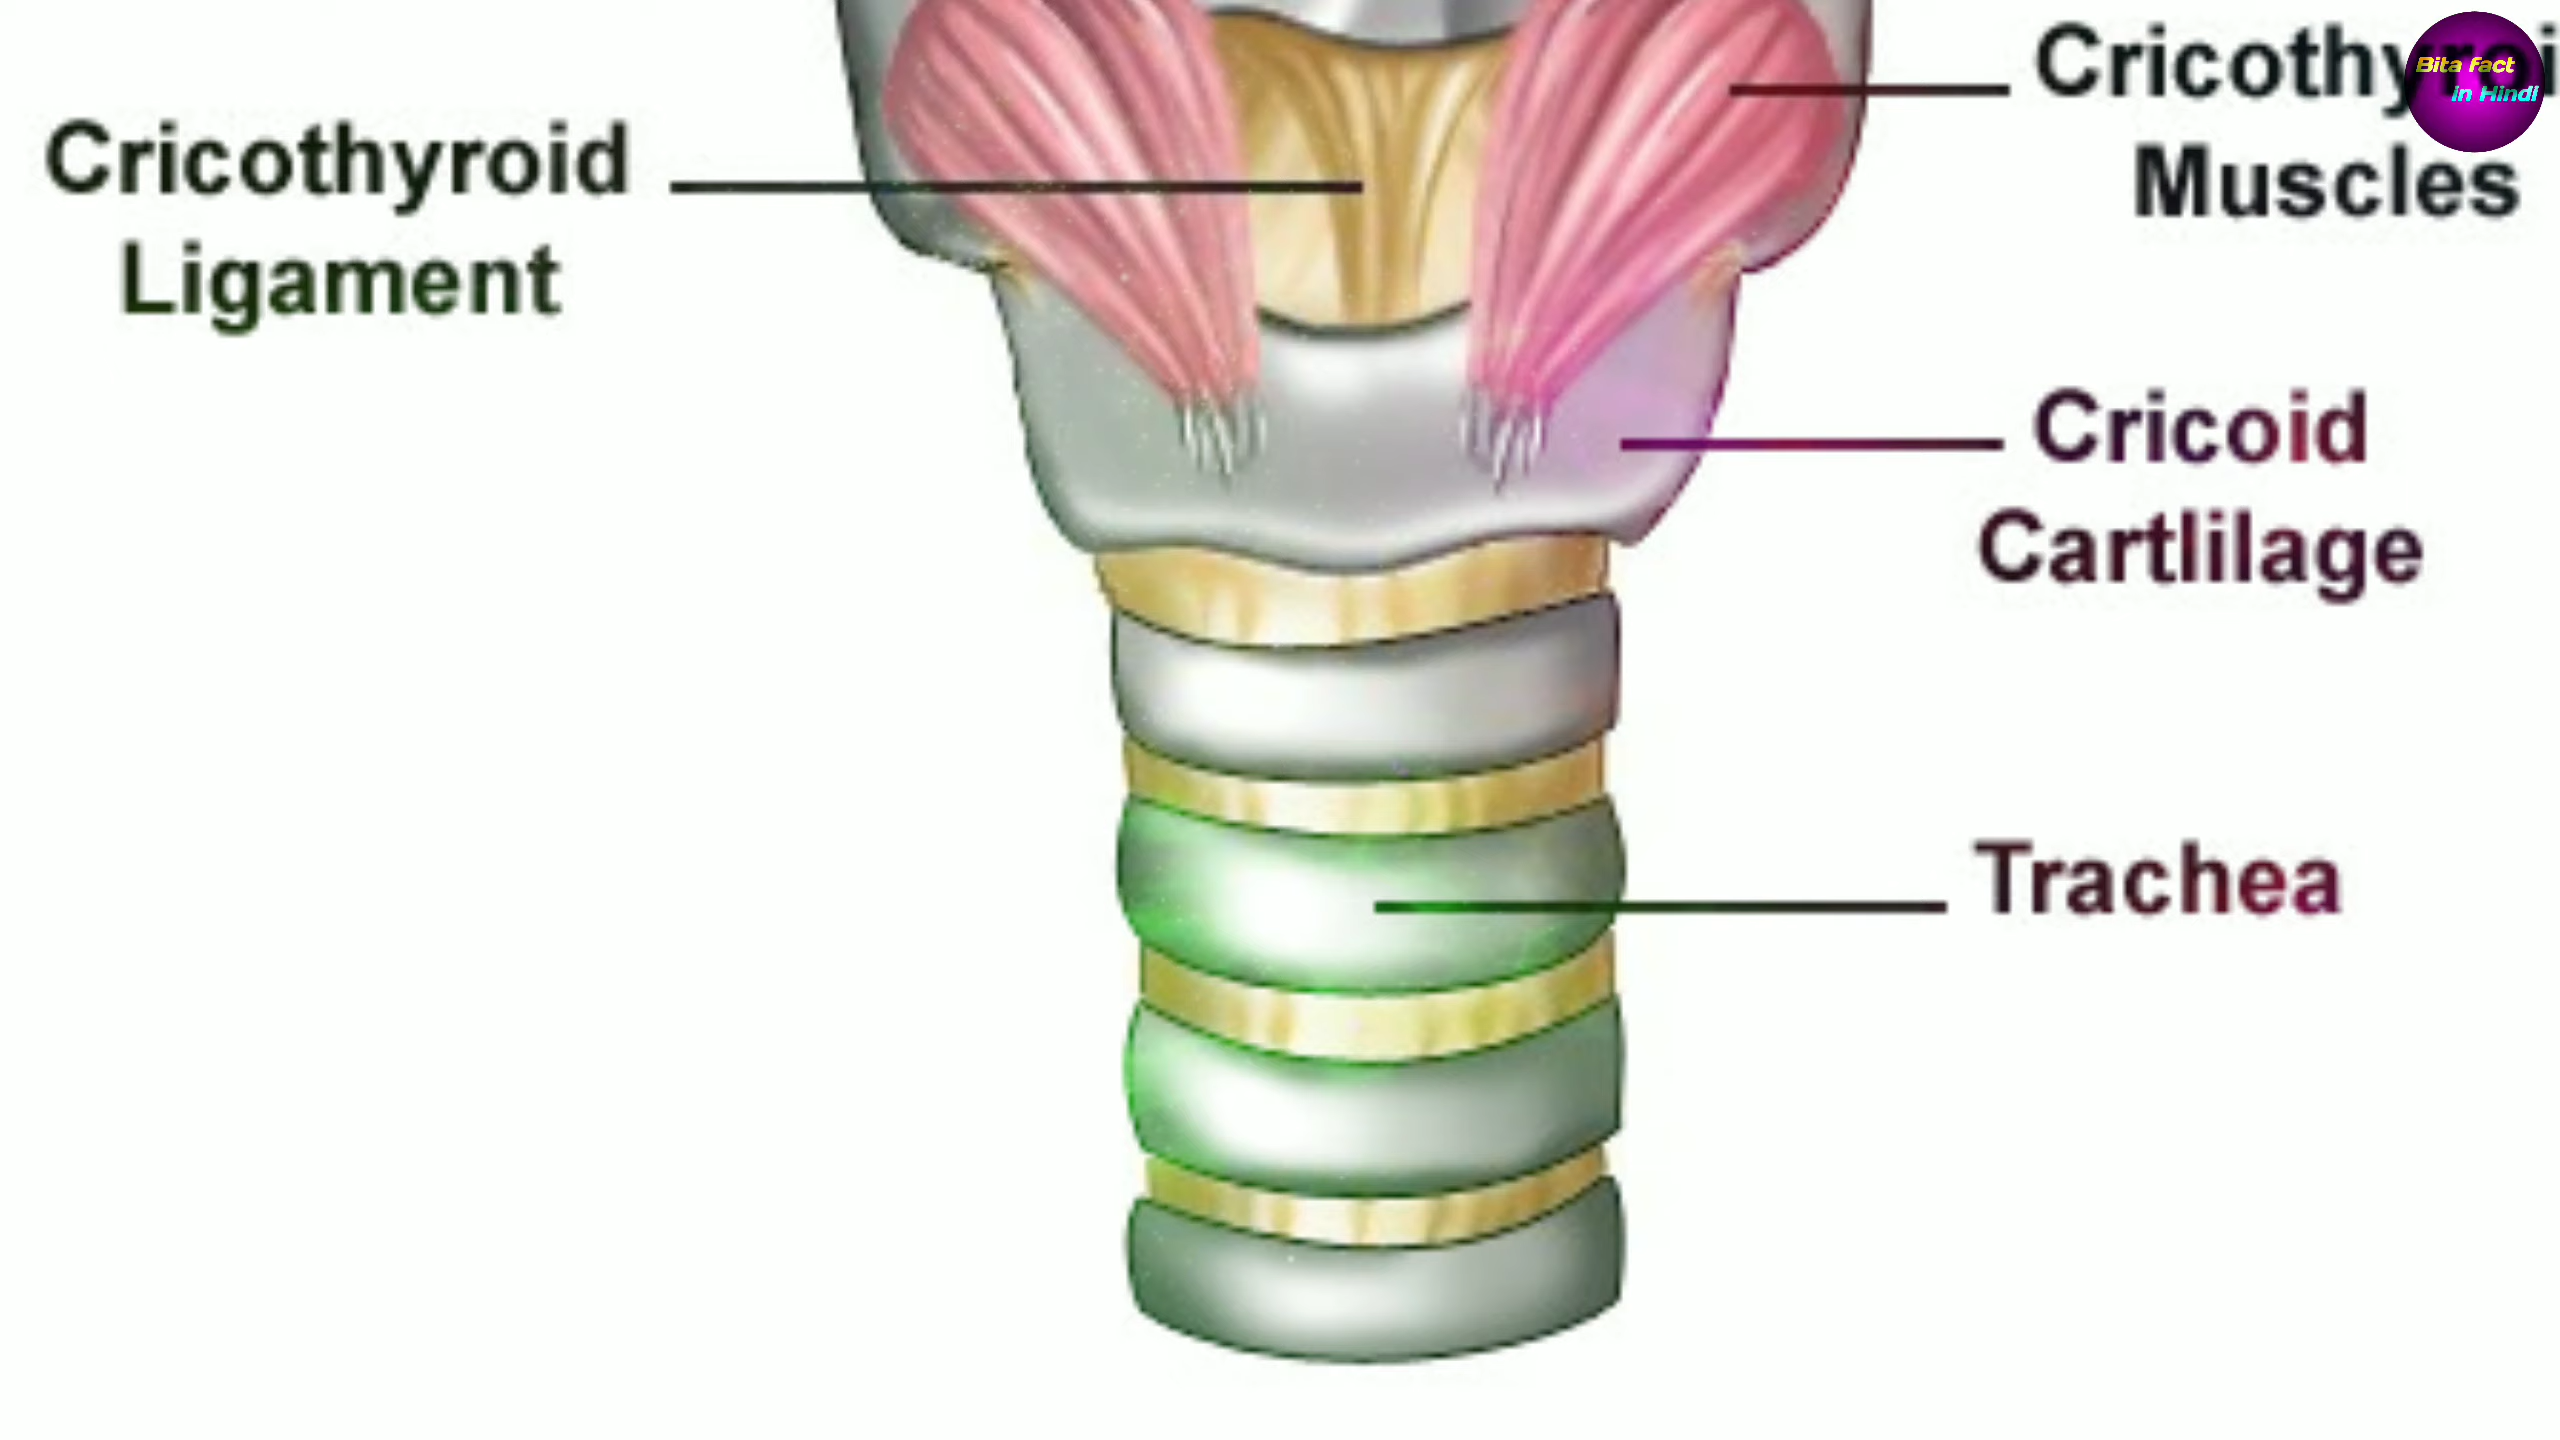 Cricothyroid
Ligament
Muscles
Cricoid
Cartlilage
Trachea
Bita fact
in Hindi